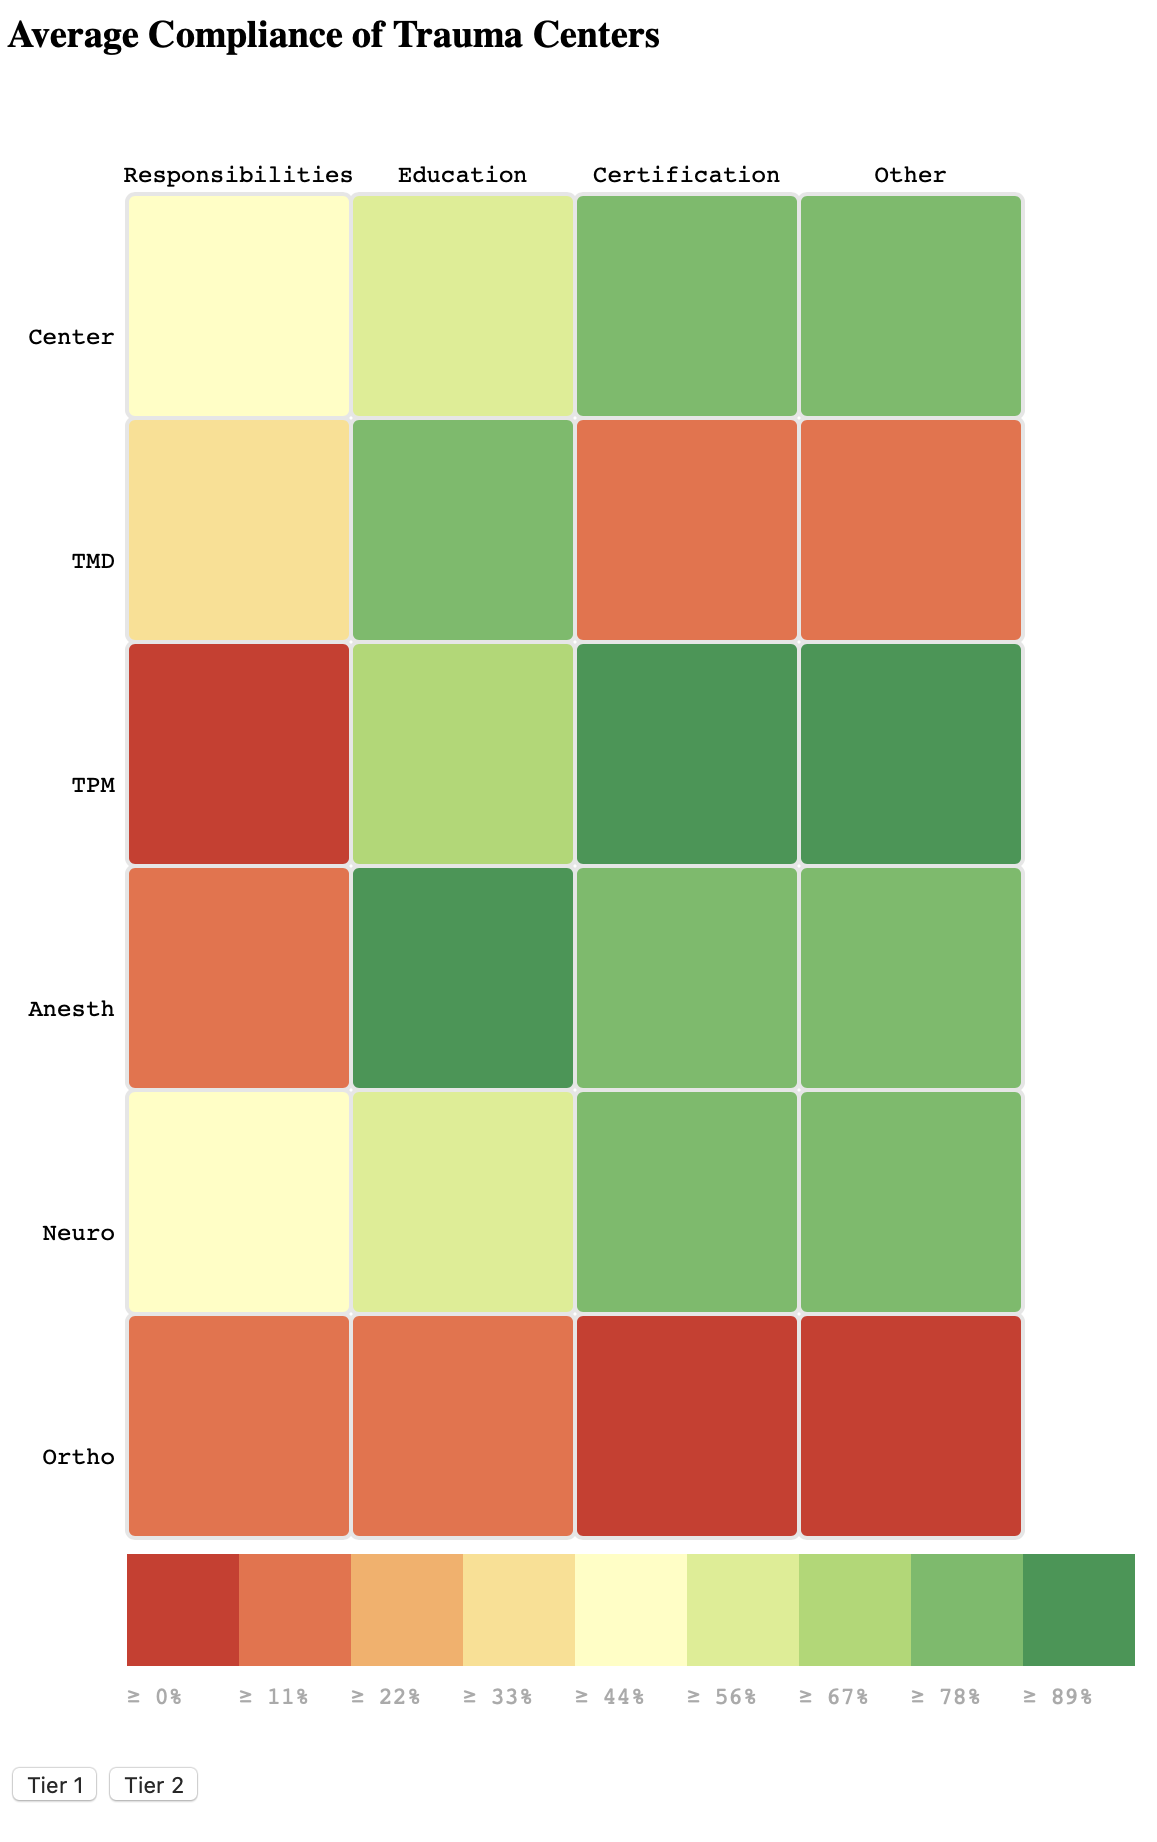 Average Compliance of Trauma Centers
Responsibilities Education Certification Other
Center
TMD
TPM
Anesth
Neuro
Ortho
≥ 0% ≥ 11% ≥ 22% ≥ 33% ≥ 44% ≥ 56% ≥ 67% ≥ 78% ≥ 89%
Tier 1 Tier 2